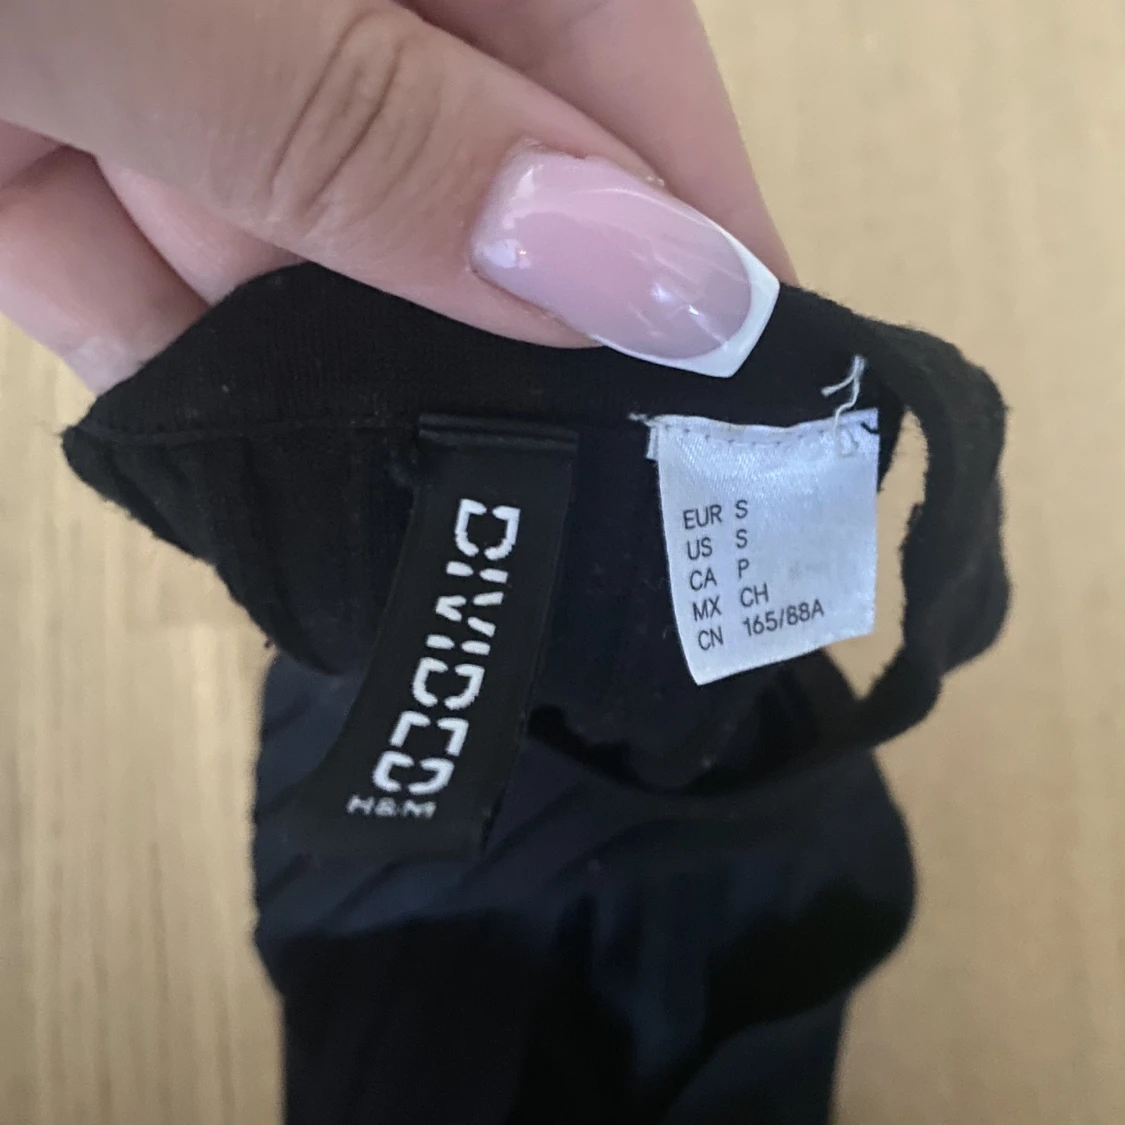 DIVIDED
H&M
EUR S
US S
CA P
MX CH
CN 165/88A